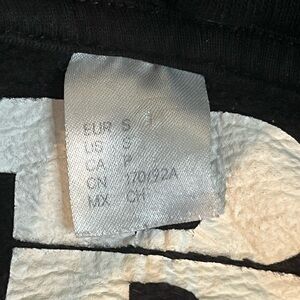 EUR S
US S
CA P
CN 170/92A
MX CH